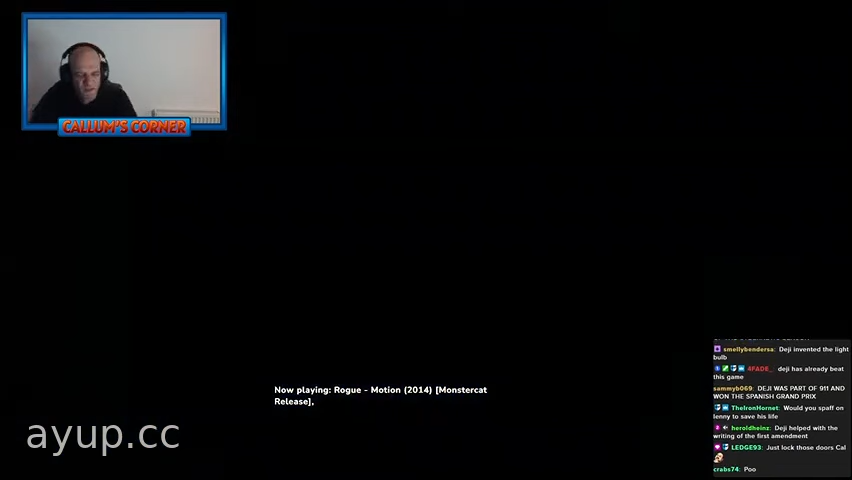 CALLUM'S CORNER
smellybendersa: Deji invented the light
bulb
4FADE_: deji has already beat
this game
sammyb069: DEJI WAS PART OF 911 AND
WON THE SPANISH GRAND PRIX
TheIronHornet: Would you spaff on
lenny to save his life
heroldheinz: Deji helped with the
writing of the first amendment
LEDGE93: Just lock those doors Cal
crabs74: Poo
Now playing: Rogue - Motion (2014) [Monstercat
Release],
ayup.cc